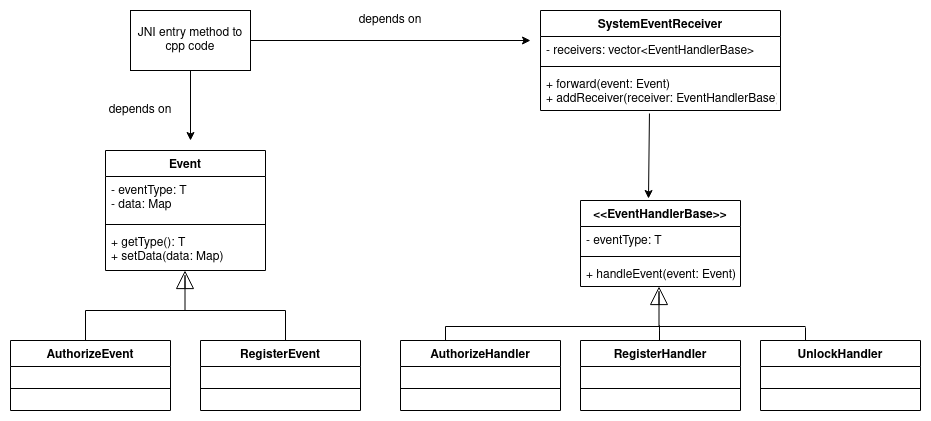 depends on
JNI entry method to
cpp code
SystemEventReceiver
- receivers: vector<EventHandlerBase>
+ forward(event: Event)
+ addReceiver(receiver: EventHandlerBase
depends on
Event
- eventType: T
- data: Map
+ getType(): T
+ setData(data: Map)
<<EventHandlerBase>>
- eventType: T
+ handleEvent(event: Event)
AuthorizeEvent
RegisterEvent
AuthorizeHandler
RegisterHandler
UnlockHandler